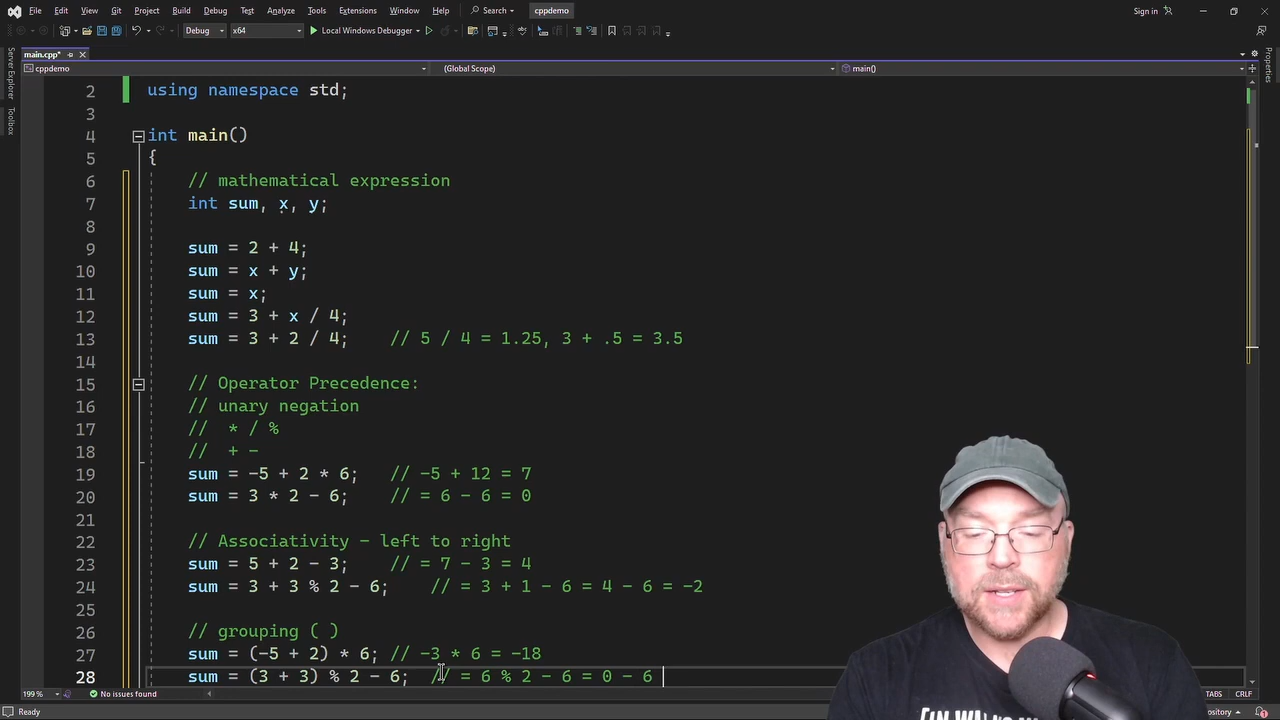 File Edit View Git Project Build Debug Test Analyze Tools Extensions Window Help Search cppdemo Sign in
Debug x64 Local Windows Debugger
main.cpp*
cppdemo (Global Scope) main()
Server Explorer
Toolbox
Properties
2 using namespace std;
3
4 int main()
5 {
6 // mathematical expression
7 int sum, x, y;
8
9 sum = 2 + 4;
10 sum = x + y;
11 sum = x;
12 sum = 3 + x / 4;
13 sum = 3 + 2 / 4; // 5 / 4 = 1.25, 3 + .5 = 3.5
14
15 // Operator Precedence:
16 // unary negation
17 // * / %
18 // + -
19 sum = -5 + 2 * 6; // -5 + 12 = 7
20 sum = 3 * 2 - 6; // = 6 - 6 = 0
21
22 // Associativity - left to right
23 sum = 5 + 2 - 3; // = 7 - 3 = 4
24 sum = 3 + 3 % 2 - 6; // = 3 + 1 - 6 = 4 - 6 = -2
25
26 // grouping ( )
27 sum = (-5 + 2) * 6; // -3 * 6 = -18
28 sum = (3 + 3) % 2 - 6; // = 6 % 2 - 6 = 0 - 6
199 % No issues found TABS CRLF
Ready